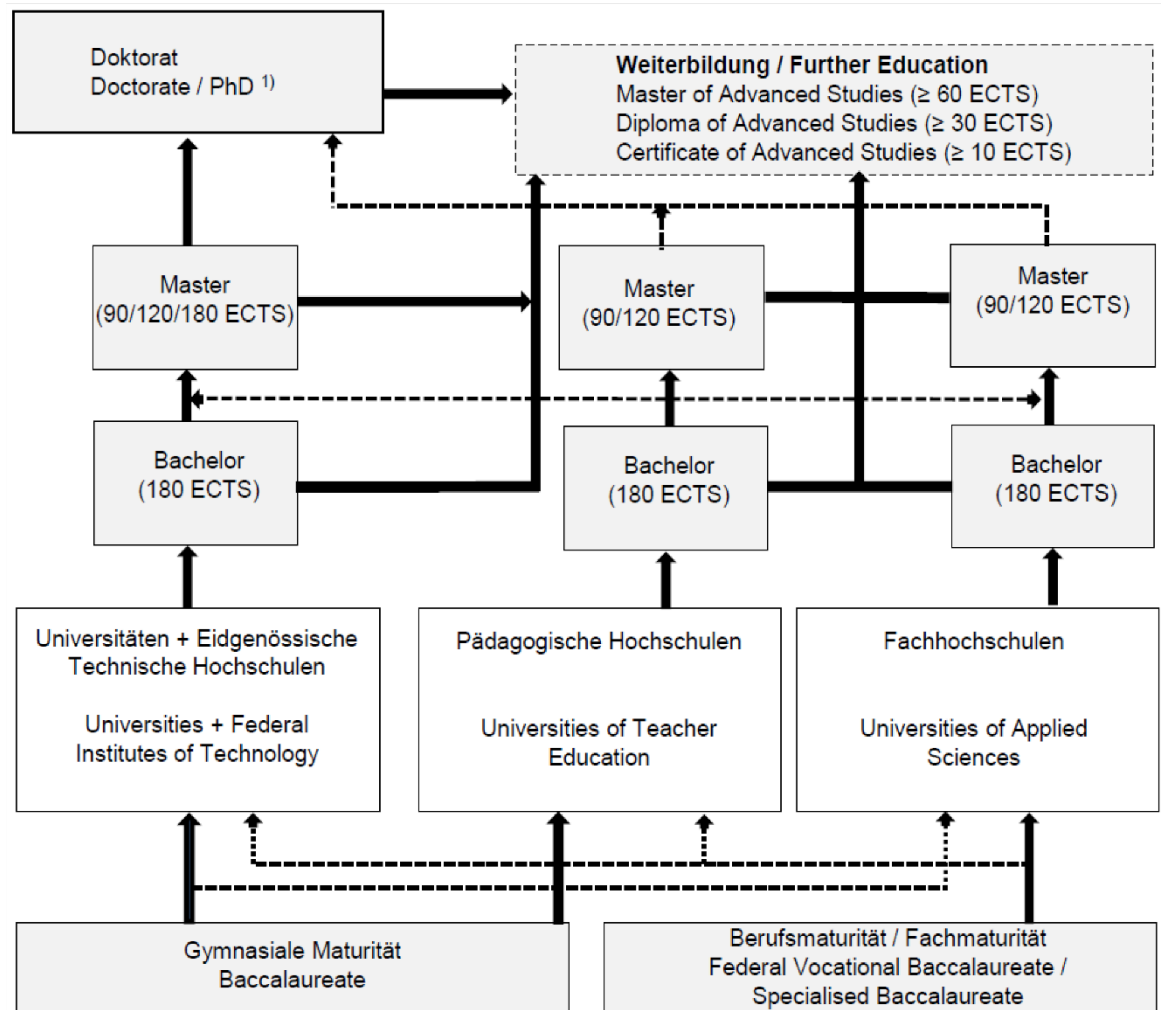 Doktorat
Doctorate / PhD 1)
Weiterbildung / Further Education
Master of Advanced Studies (≥ 60 ECTS)
Diploma of Advanced Studies (≥ 30 ECTS)
Certificate of Advanced Studies (≥ 10 ECTS)
Master
(90/120/180 ECTS)
Master
(90/120 ECTS)
Master
(90/120 ECTS)
Bachelor
(180 ECTS)
Bachelor
(180 ECTS)
Bachelor
(180 ECTS)
Universitäten + Eidgenössische
Technische Hochschulen
Universities + Federal
Institutes of Technology
Pädagogische Hochschulen
Universities of Teacher
Education
Fachhochschulen
Universities of Applied
Sciences
Gymnasiale Maturität
Baccalaureate
Berufsmaturität / Fachmaturität
Federal Vocational Baccalaureate /
Specialised Baccalaureate